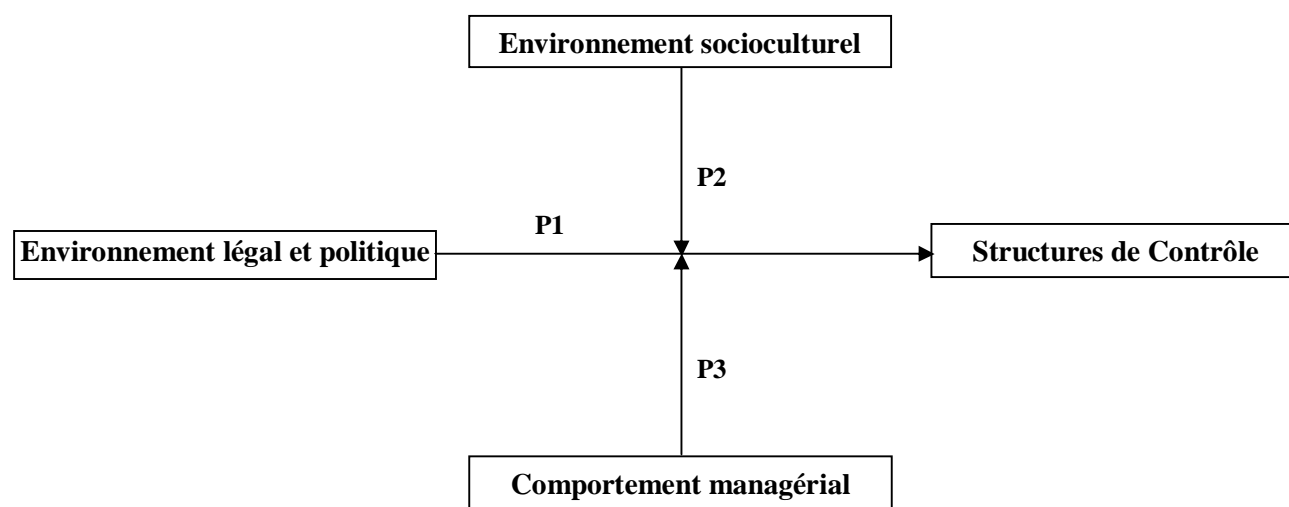 Environnement socioculturel
P2
P1
Environnement légal et politique
Structures de Contrôle
P3
Comportement managérial